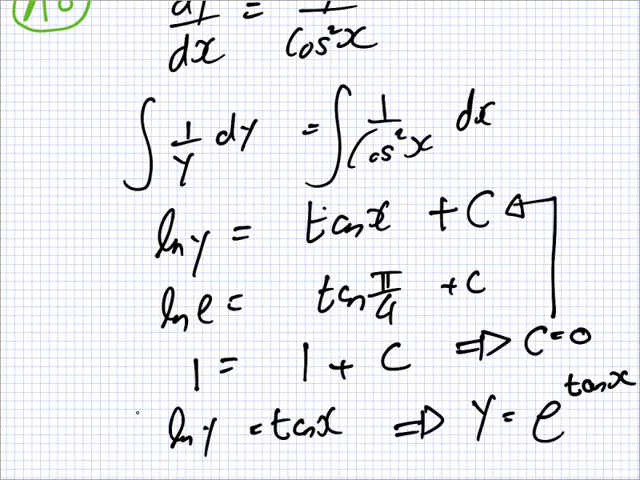 dy/dx = y/cos²x
∫ 1/y dy = ∫ 1/cos²x dx
ln y = tan x + C
ln e = tan π/4 + C
1 = 1 + C ⇒ C = 0
ln y = tan x ⇒ y = e^tan x